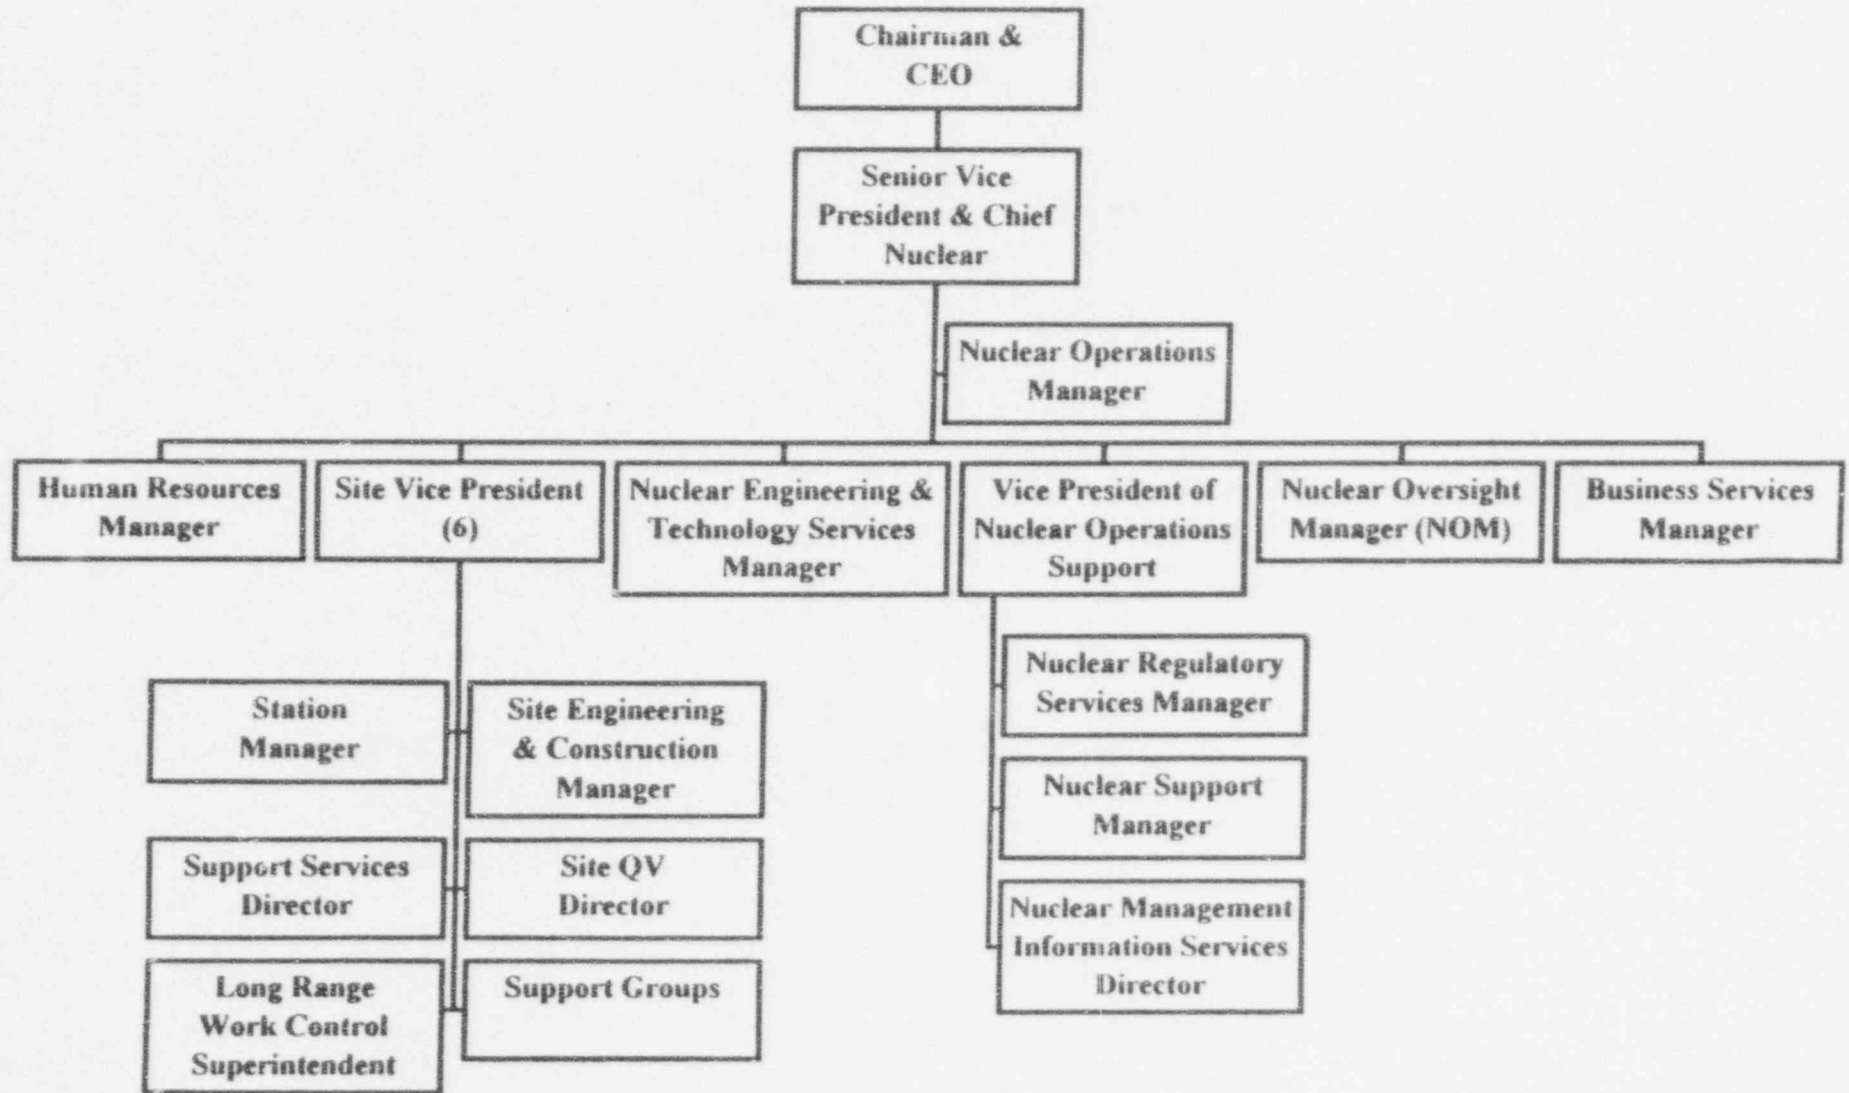 Chairman &
CEO
Senior Vice
President & Chief
Nuclear
Nuclear Operations
Manager
Human Resources
Manager
Site Vice President
(6)
Nuclear Engineering &
Technology Services
Manager
Vice President of
Nuclear Operations
Support
Nuclear Oversight
Manager (NOM)
Business Services
Manager
Station
Manager
Site Engineering
& Construction
Manager
Support Services
Director
Site QV
Director
Long Range
Work Control
Superintendent
Support Groups
Nuclear Regulatory
Services Manager
Nuclear Support
Manager
Nuclear Management
Information Services
Director